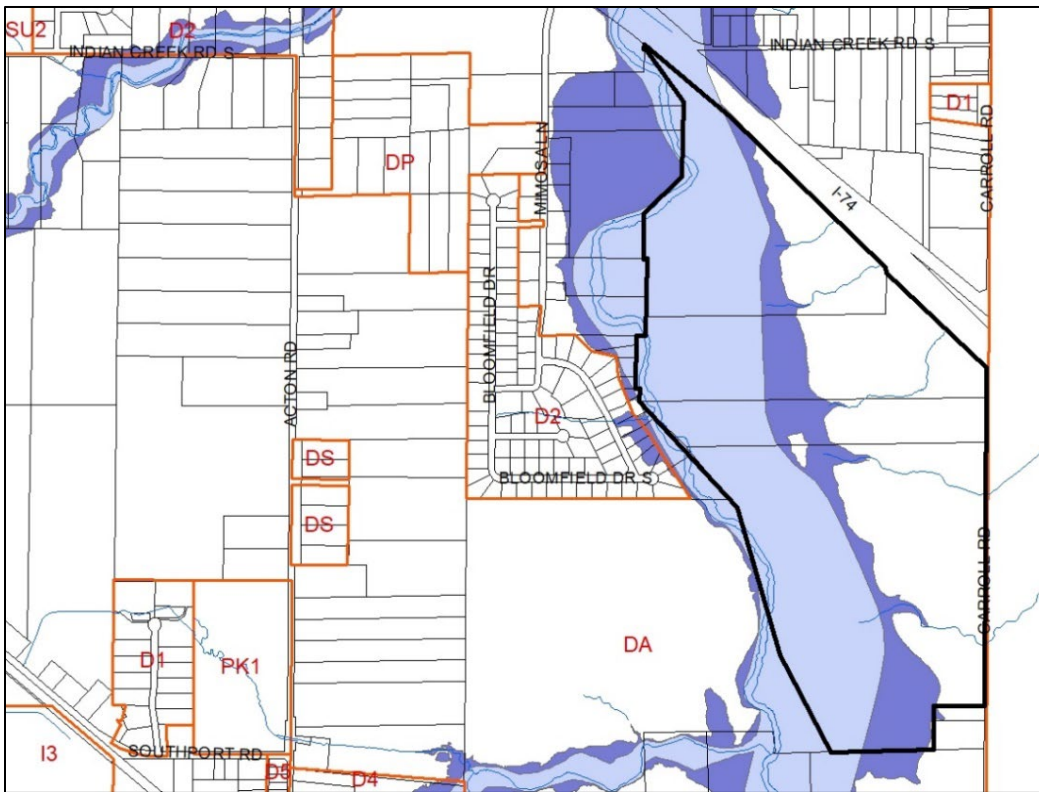 SU2
D2
INDIAN CREEK RD S
INDIAN CREEK RD S
D1
CARROLL RD
DP
MIMOSA LN
I-74
BLOOMFIELD DR
ACTON RD
D2
DS
BLOOMFIELD DR S
DS
CARROLL RD
DA
D1
PK1
I3
SOUTHPORT RD
D5
D4